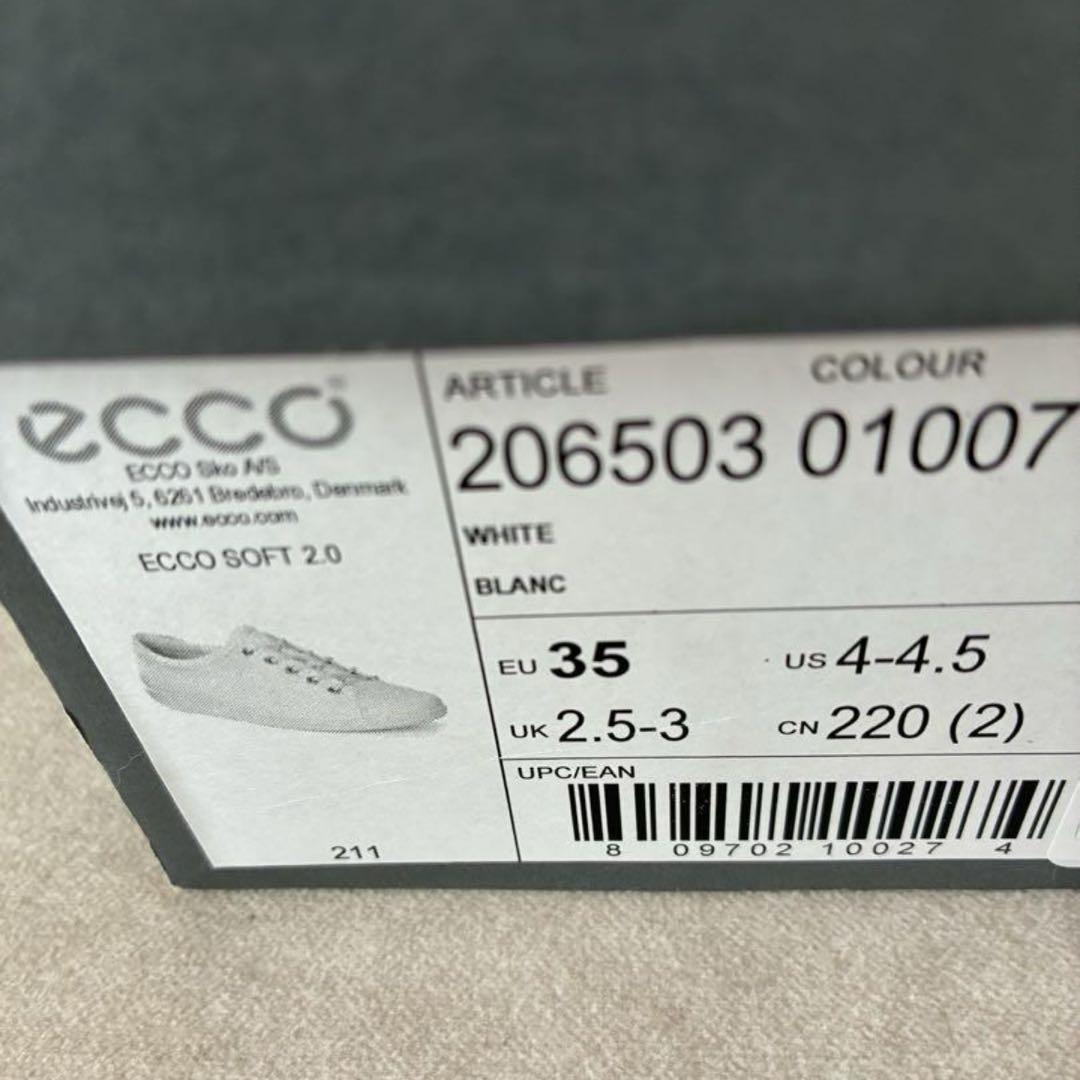 ecco
ECCO Sko A/S
Industrivej 5, 6261 Bredebro, Denmark
www.ecco.com
ECCO SOFT 2.0
211
ARTICLE COLOUR
206503 01007
WHITE
BLANC
EU 35 US 4-4.5
UK 2.5-3 CN 220 (2)
UPC/EAN
8 09702 10027 4